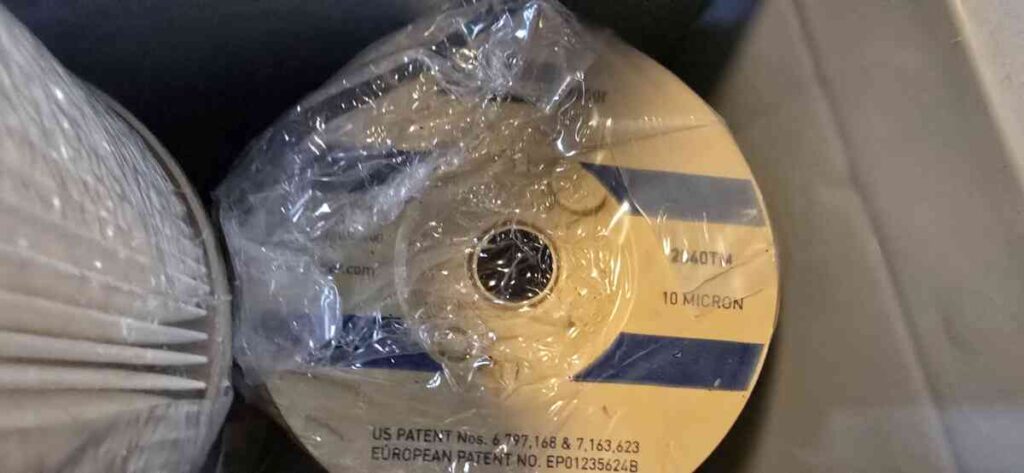 2040TM
10 MICRON
US PATENT Nos. 6,797,168 & 7,163,623
EUROPEAN PATENT NO. EP01235624B